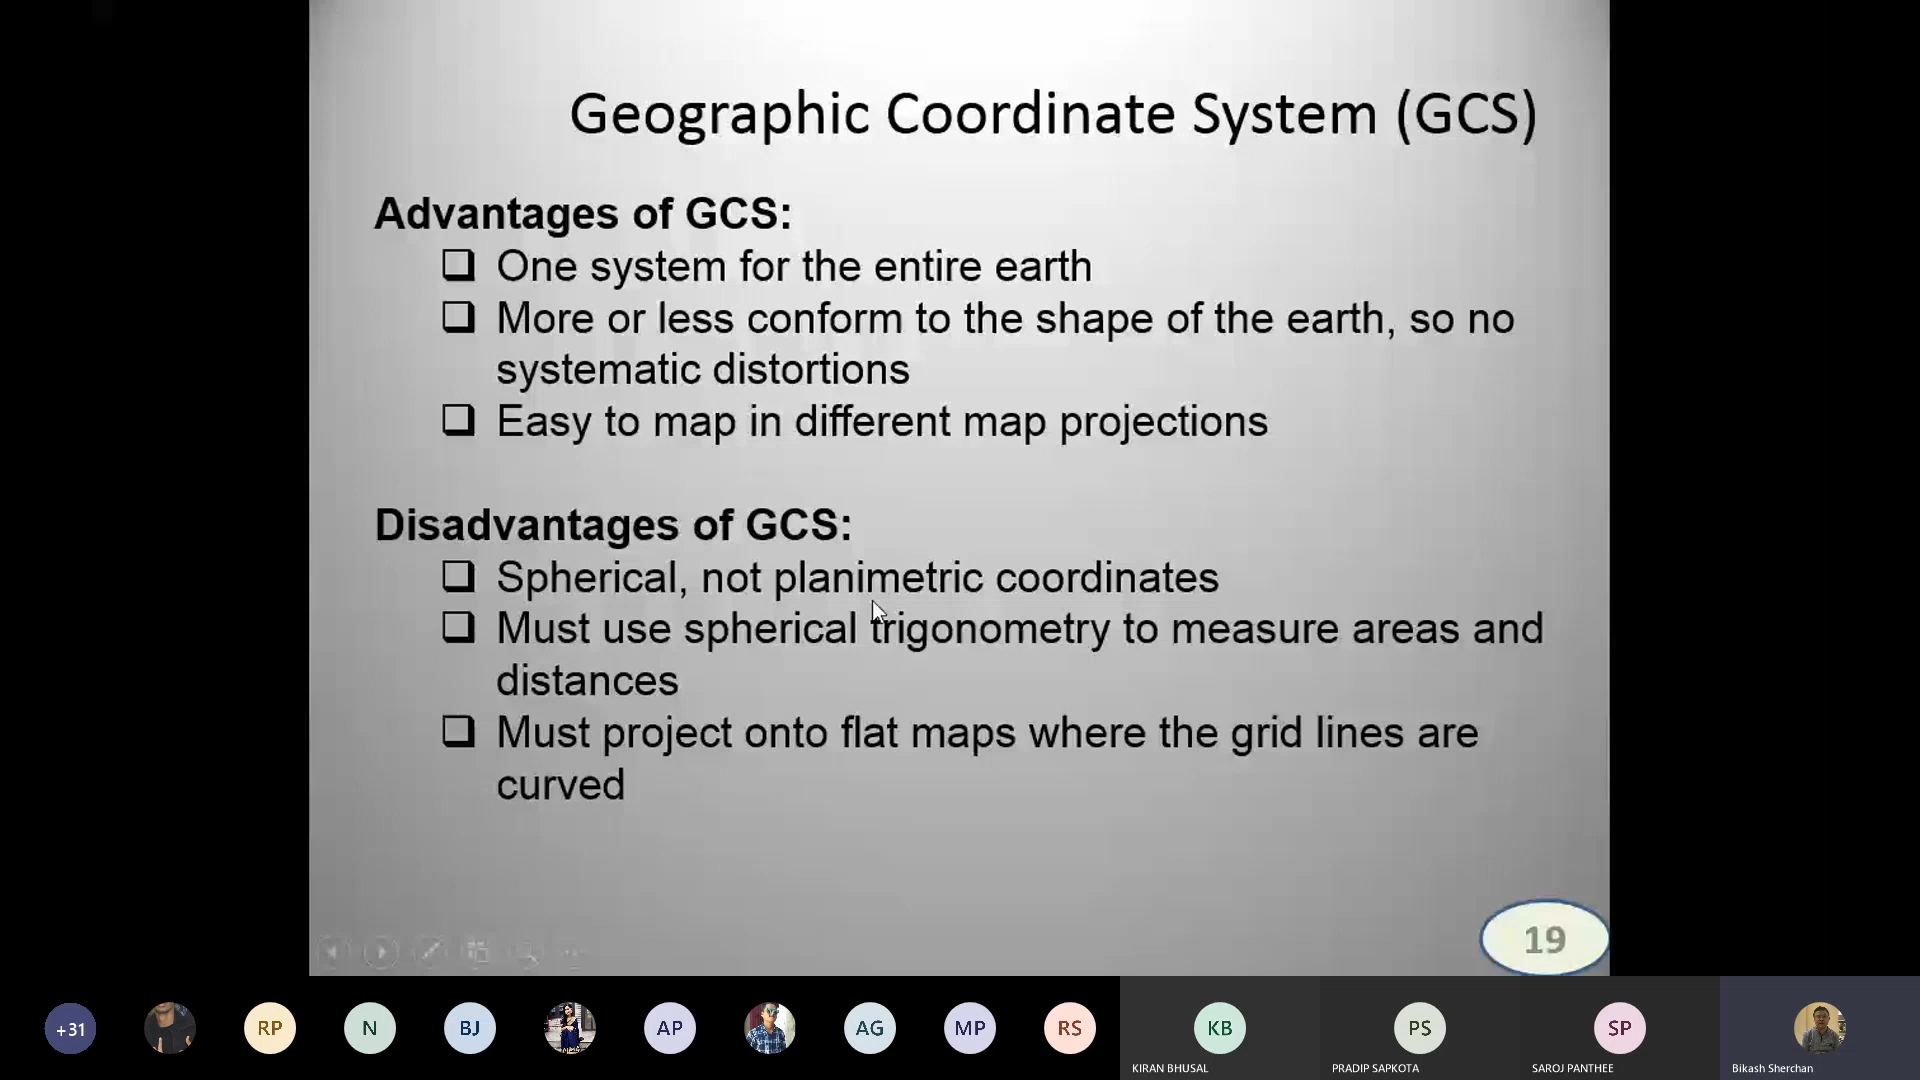 Geographic Coordinate System (GCS)
Advantages of GCS:
One system for the entire earth
More or less conform to the shape of the earth, so no
systematic distortions
Easy to map in different map projections
Disadvantages of GCS:
Spherical, not planimetric coordinates
Must use spherical trigonometry to measure areas and
distances
Must project onto flat maps where the grid lines are
curved
19
+31
RP
N
BJ
AP
AG
MP
RS
KB
PS
SP
KIRAN BHUSAL
PRADIP SAPKOTA
SAROJ PANTHEE
Bikash Sherchan